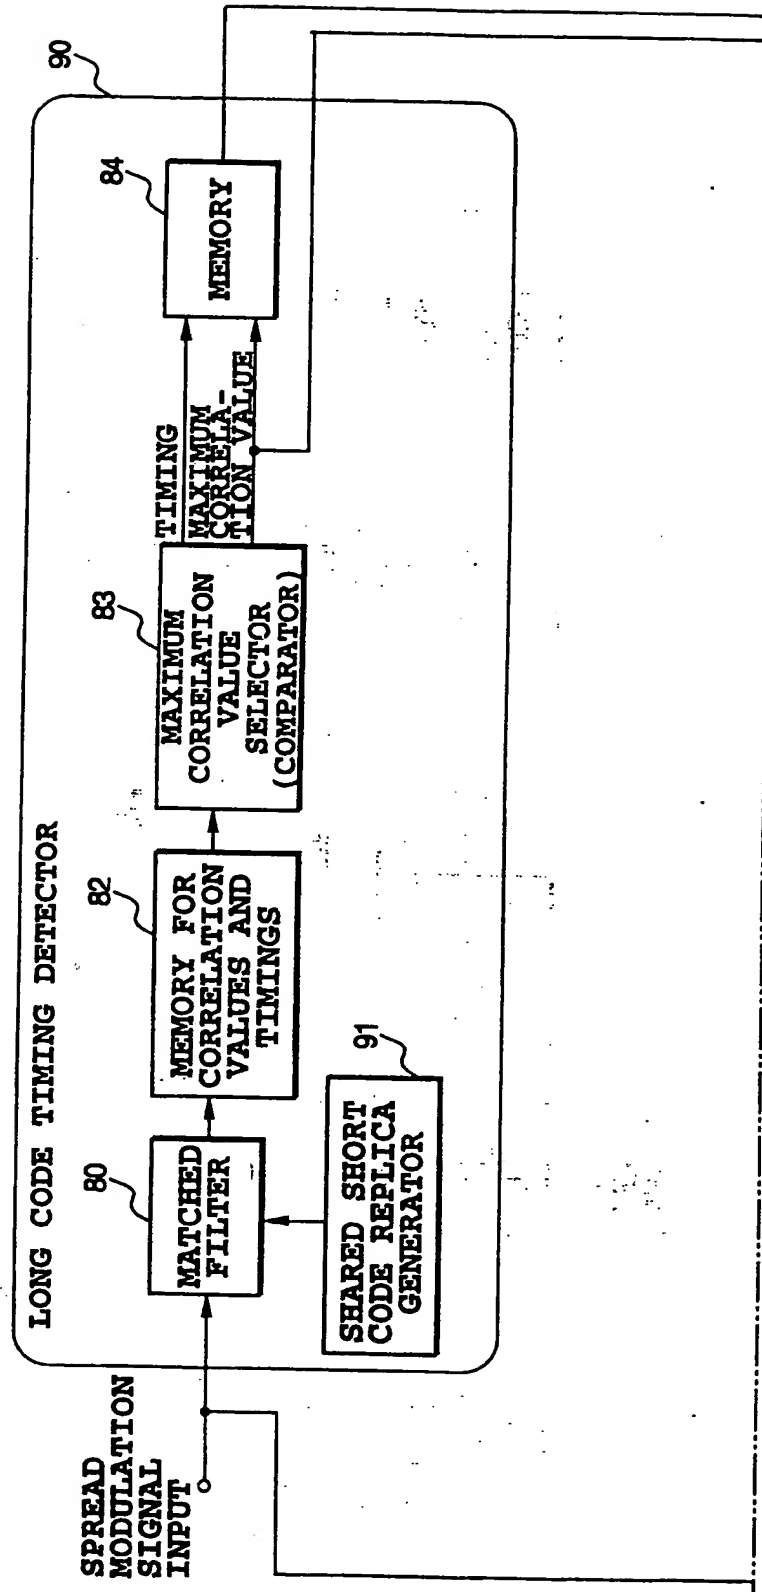 LONG CODE TIMING DETECTOR
90
SPREAD
MODULATION
SIGNAL
INPUT
80
MATCHED
FILTER
82
MEMORY FOR
CORRELATION
VALUES AND
TIMINGS
83
MAXIMUM
CORRELATION
VALUE
SELECTOR
(COMPARATOR)
TIMING
MAXIMUM
CORRELA-
TION VALUE
84
MEMORY
91
SHARED SHORT
CODE REPLICA
GENERATOR